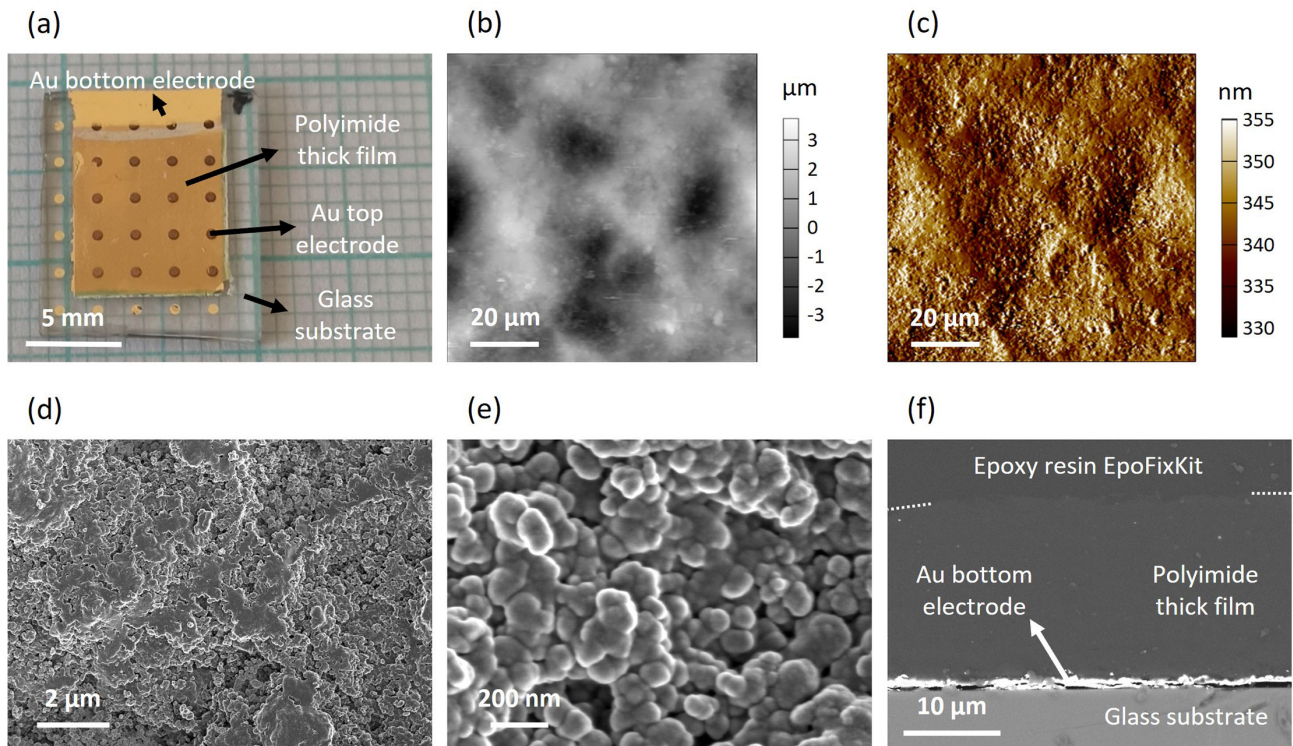 (a)
Au bottom electrode
Polyimide
thick film
Au top
electrode
Glass
substrate
5 mm
(b)
20 μm
μm
3
2
1
0
-1
-2
-3
(c)
20 μm
nm
355
350
345
340
335
330
(d)
2 μm
(e)
200 nm
(f)
Epoxy resin EpoFixKit
Au bottom
electrode
Polyimide
thick film
10 μm
Glass substrate